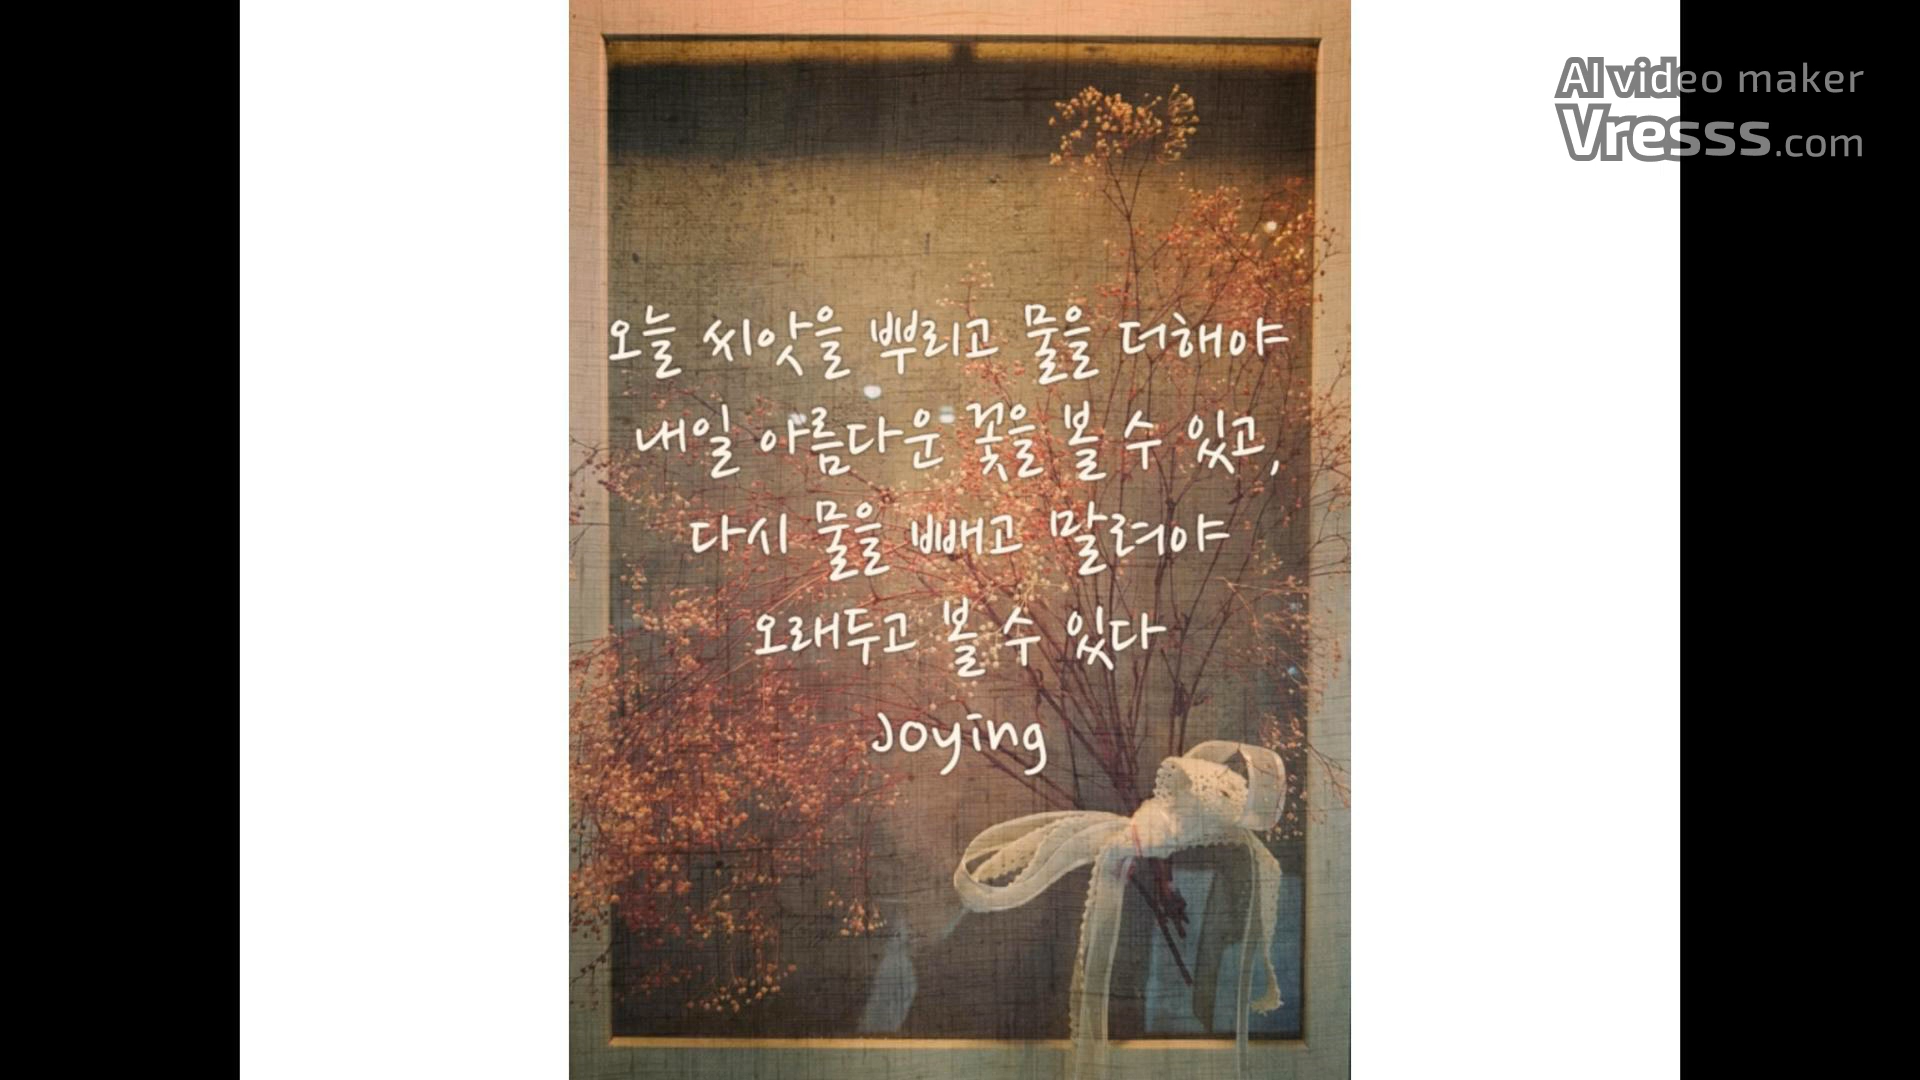 AI video maker
Vresss.com
오늘 씨앗을 뿌리고 물을 더해야
내일 아름다운 꽃을 볼 수 있고,
다시 물을 빼고 말려야
오래두고 볼 수 있다
Joying